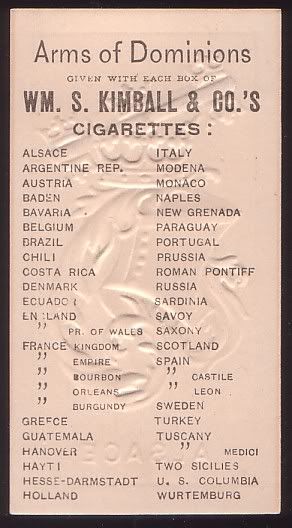 Arms of Dominions
GIVEN WITH EACH BOX OF
WM. S. KIMBALL & CO.'S
CIGARETTES:
ALSACE
ARGENTINE REP.
AUSTRIA
BADEN
BAVARIA
BELGIUM
BRAZIL
CHILI
COSTA RICA
DENMARK
ECUADOR
ENGLAND
" PR. OF WALES
FRANCE KINGDOM
" EMPIRE
" BOURBON
" ORLEANS
" BURGUNDY
GREECE
GUATEMALA
HANOVER
HAYTI
HESSE-DARMSTADT
HOLLAND
ITALY
MODENA
MONACO
NAPLES
NEW GRENADA
PARAGUAY
PORTUGAL
PRUSSIA
ROMAN PONTIFF
RUSSIA
SARDINIA
SAVOY
SAXONY
SCOTLAND
SPAIN
" CASTILE
" LEON
SWEDEN
TURKEY
TUSCANY
" MEDICI
TWO SICILIES
U. S. COLUMBIA
WURTEMBURG